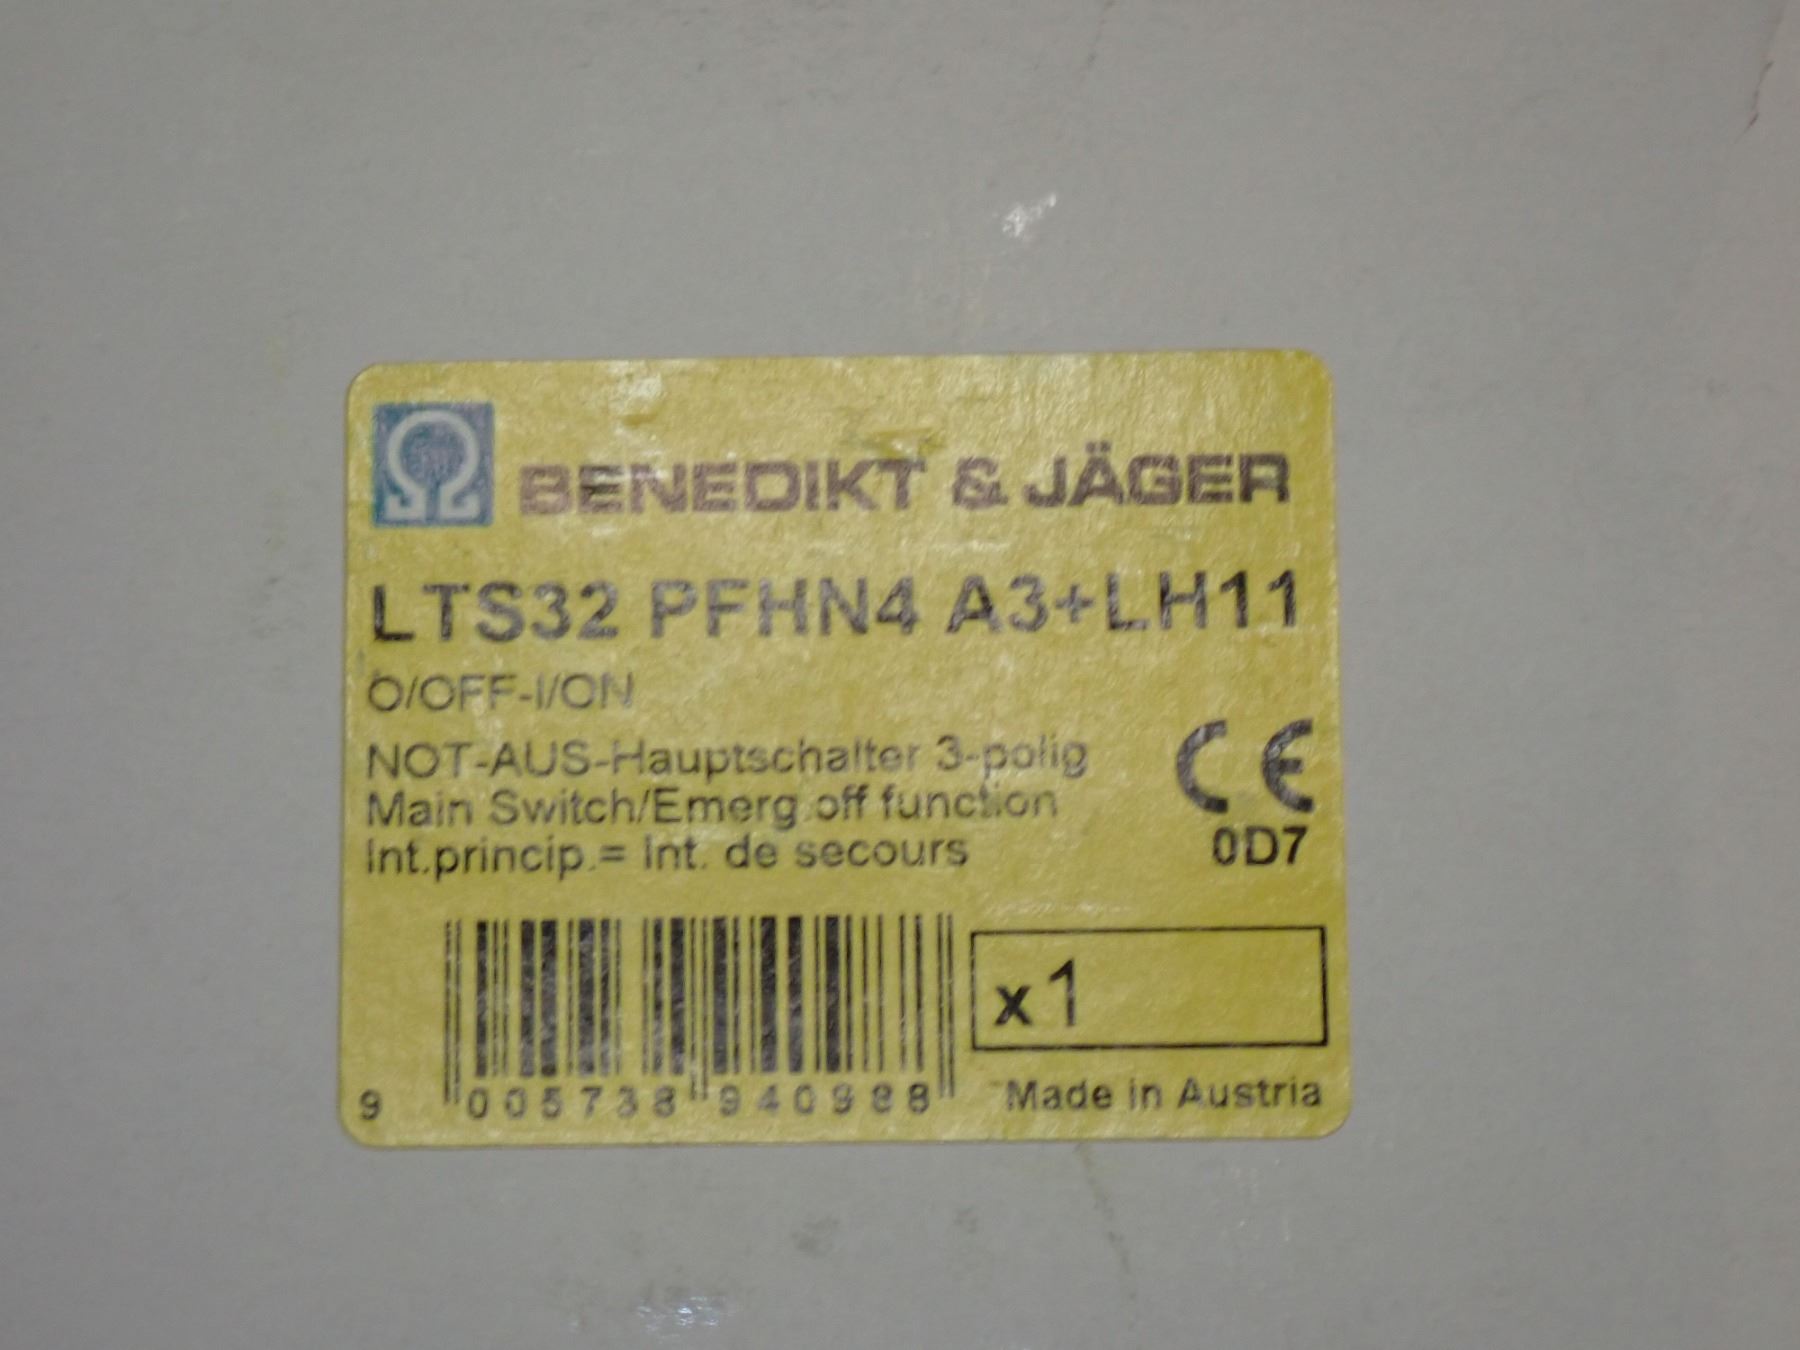 BENEDIKT & JÄGER
LTS32 PFHN4 A3+LH11
O/OFF-I/ON
NOT-AUS-Hauptschalter 3-polig
Main Switch/Emerg.off function
Int.princip.= Int. de secours
CE
0D7
x 1
9 005738 940988
Made in Austria